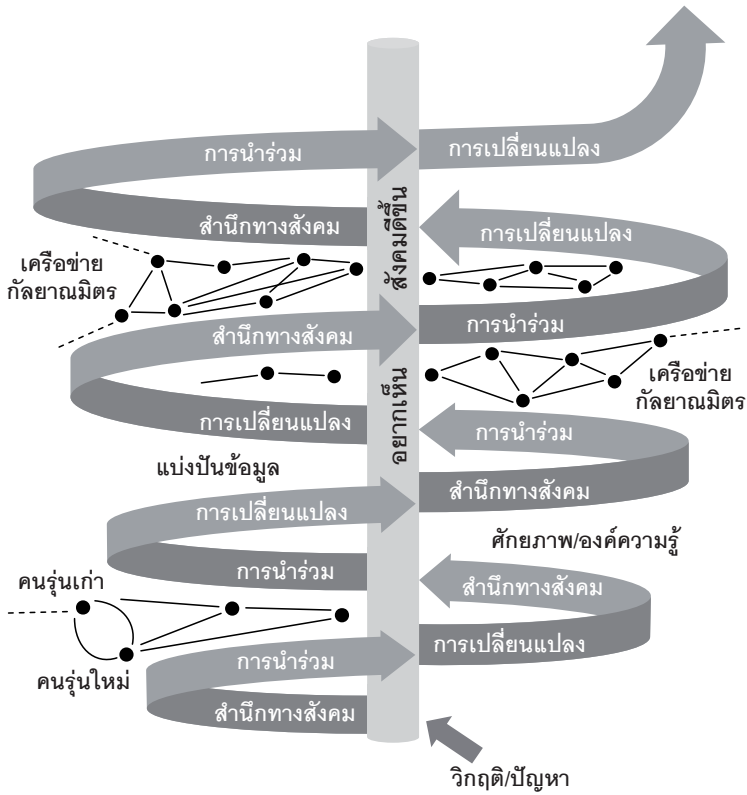 การนำร่วม
การเปลี่ยนแปลง
สำนึกทางสังคม
การเปลี่ยนแปลง
เครือข่าย
กัลยาณมิตร
สำนึกทางสังคม
การนำร่วม
อยากเห็น สังคมดีขึ้น
เครือข่าย
กัลยาณมิตร
การเปลี่ยนแปลง
การนำร่วม
แบ่งปันข้อมูล
การเปลี่ยนแปลง
สำนึกทางสังคม
ศักยภาพ/องค์ความรู้
การนำร่วม
สำนึกทางสังคม
คนรุ่นเก่า
การนำร่วม
การเปลี่ยนแปลง
คนรุ่นใหม่
สำนึกทางสังคม
วิกฤติ/ปัญหา